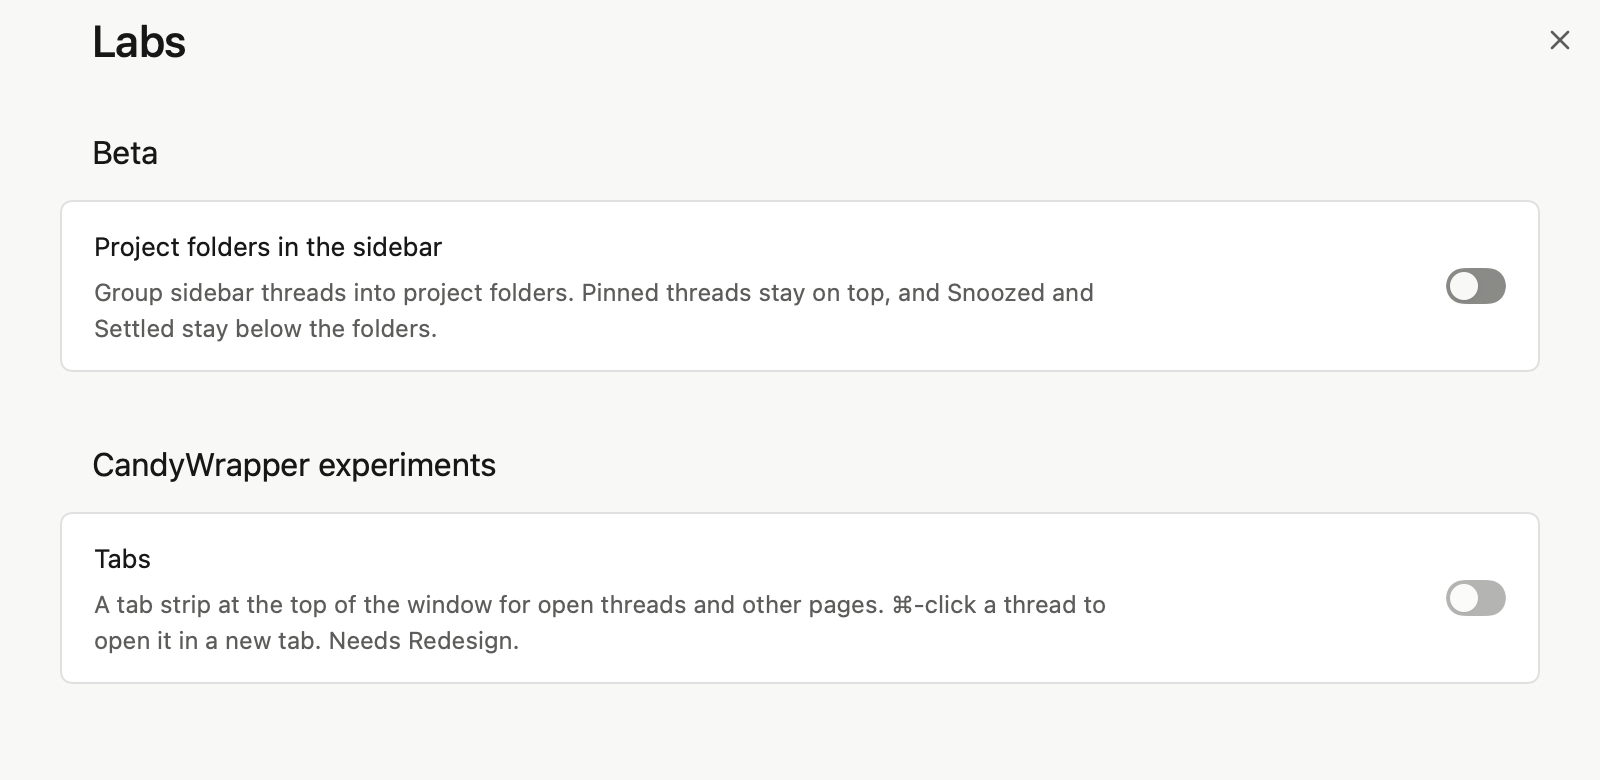 Labs
Beta
Project folders in the sidebar
Group sidebar threads into project folders. Pinned threads stay on top, and Snoozed and
Settled stay below the folders.
CandyWrapper experiments
Tabs
A tab strip at the top of the window for open threads and other pages. ⌘-click a thread to
open it in a new tab. Needs Redesign.